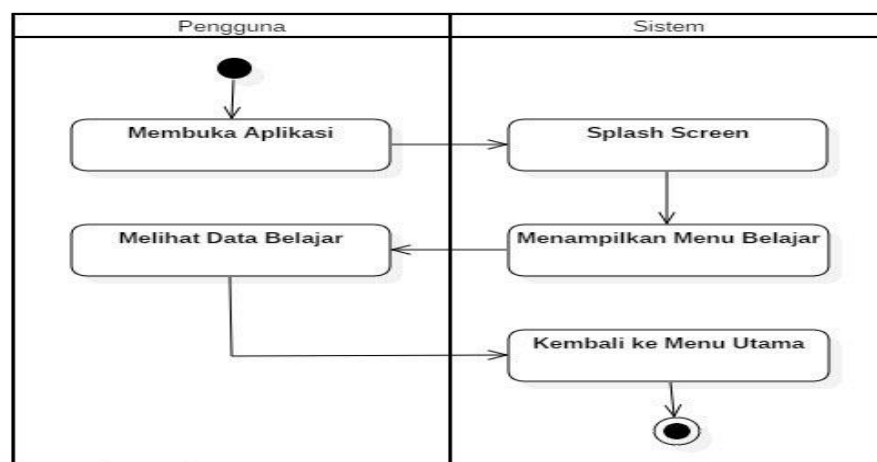 Pengguna
Sistem
Membuka Aplikasi
Splash Screen
Melihat Data Belajar
Menampilkan Menu Belajar
Kembali ke Menu Utama